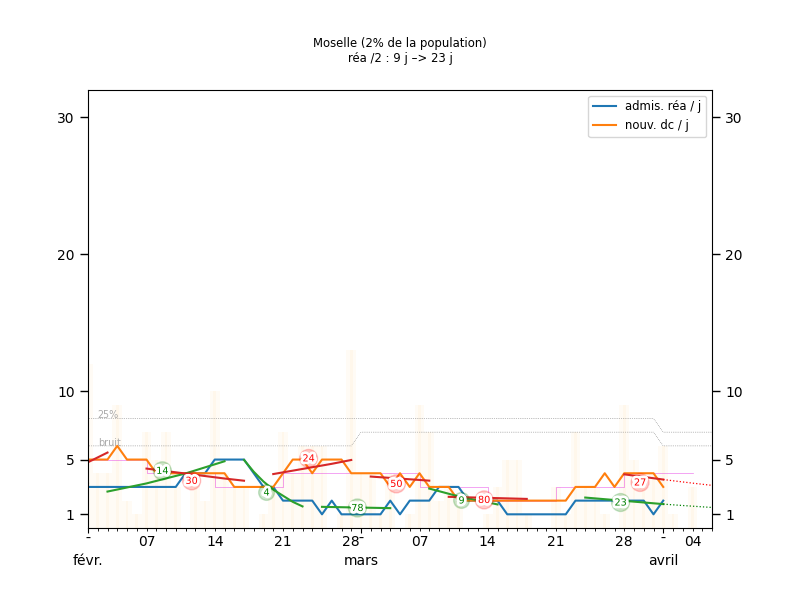 Moselle (2% de la population)
réa /2 : 9 j –> 23 j
admis. réa / j
nouv. dc / j
30 30
20 20
10 10
25%
bruit
5 5
24
14
30
50
27
4
78
9
80
23
1 1
- 07 14 21 28 - 07 14 21 28 - 04
févr. mars avril